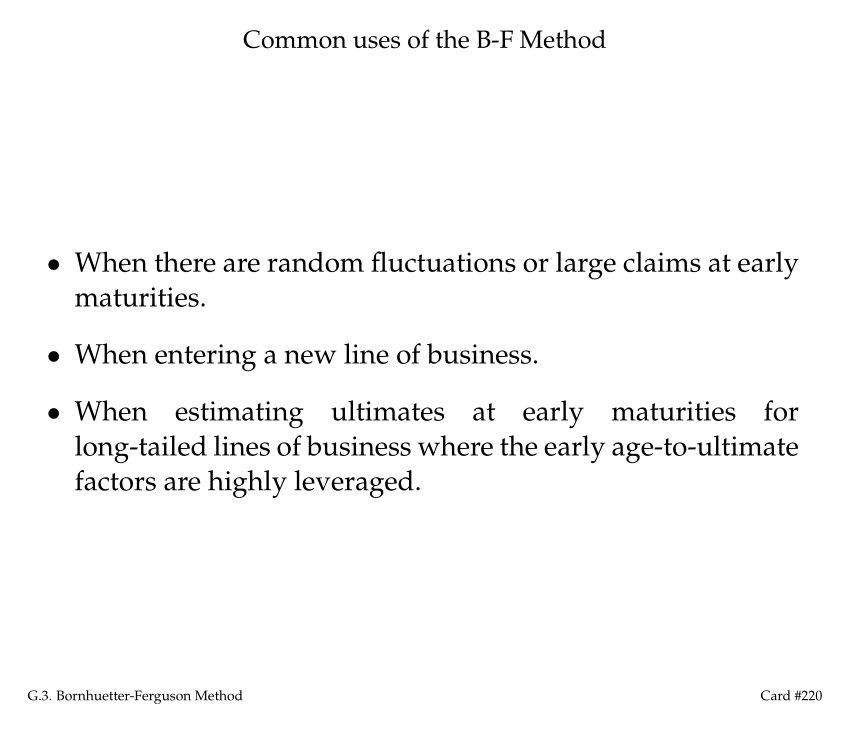 Common uses of the B-F Method
• When there are random fluctuations or large claims at early
maturities.
• When entering a new line of business.
• When estimating ultimates at early maturities for
long-tailed lines of business where the early age-to-ultimate
factors are highly leveraged.
G.3. Bornhuetter-Ferguson Method
Card #220